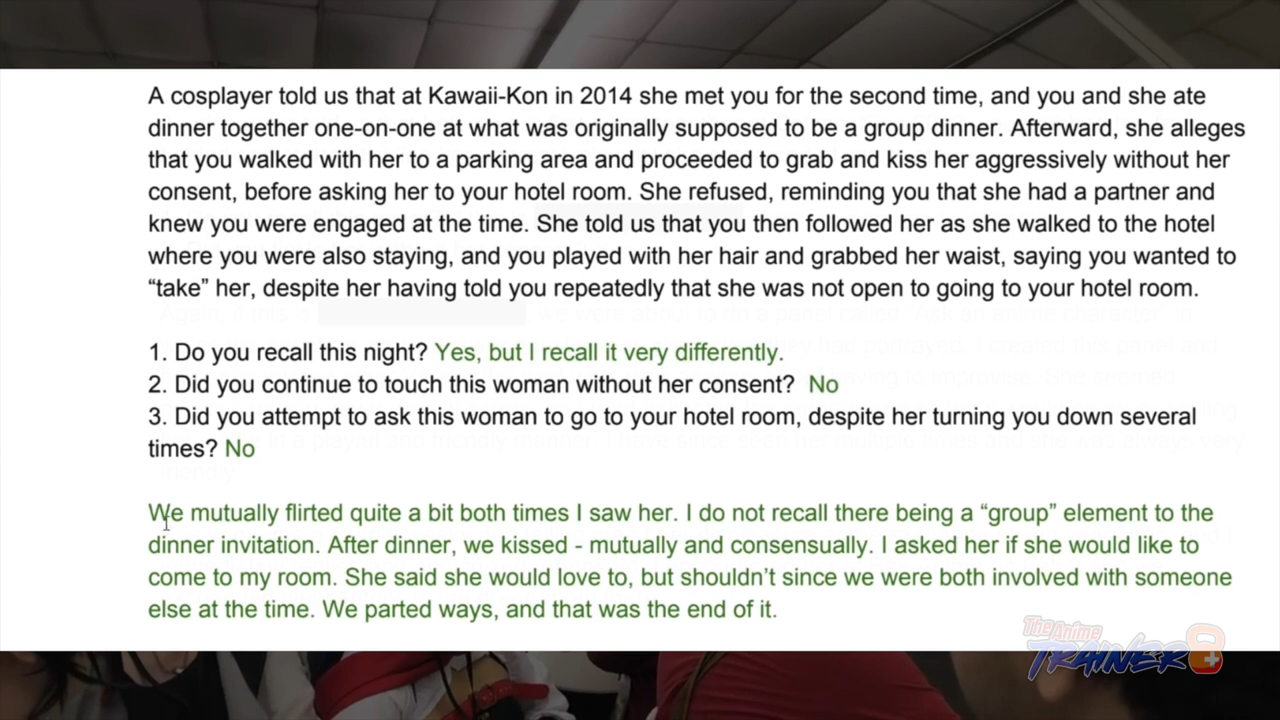 A cosplayer told us that at Kawaii-Kon in 2014 she met you for the second time, and you and she ate
dinner together one-on-one at what was originally supposed to be a group dinner. Afterward, she alleges
that you walked with her to a parking area and proceeded to grab and kiss her aggressively without her
consent, before asking her to your hotel room. She refused, reminding you that she had a partner and
knew you were engaged at the time. She told us that you then followed her as she walked to the hotel
where you were also staying, and you played with her hair and grabbed her waist, saying you wanted to
“take” her, despite her having told you repeatedly that she was not open to going to your hotel room.
1. Do you recall this night? Yes, but I recall it very differently.
2. Did you continue to touch this woman without her consent? No
3. Did you attempt to ask this woman to go to your hotel room, despite her turning you down several
times? No
We mutually flirted quite a bit both times I saw her. I do not recall there being a “group” element to the
dinner invitation. After dinner, we kissed - mutually and consensually. I asked her if she would like to
come to my room. She said she would love to, but shouldn’t since we were both involved with someone
else at the time. We parted ways, and that was the end of it.
The Anime
TRAINER